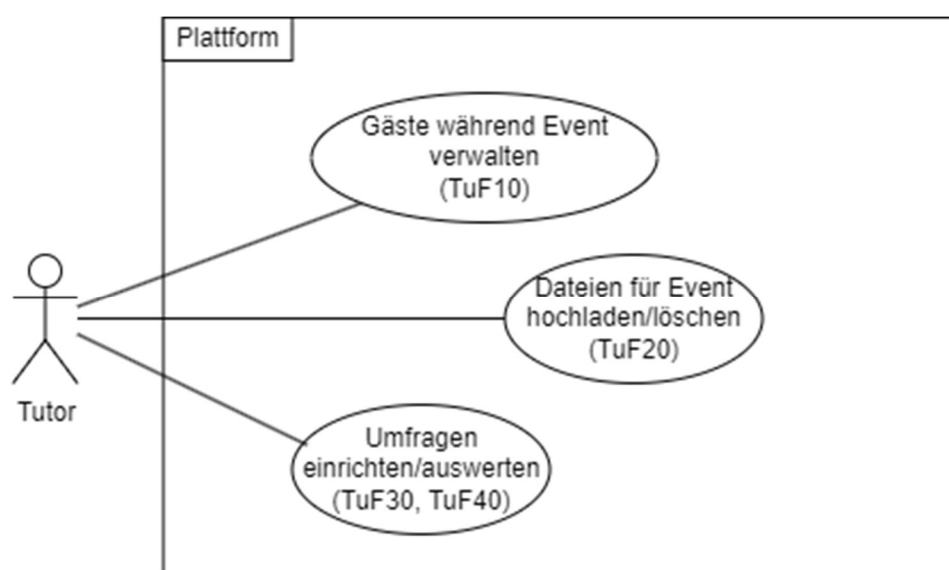 Plattform
Gäste während Event
verwalten
(TuF10)
Dateien für Event
hochladen/löschen
(TuF20)
Tutor
Umfragen
einrichten/auswerten
(TuF30, TuF40)